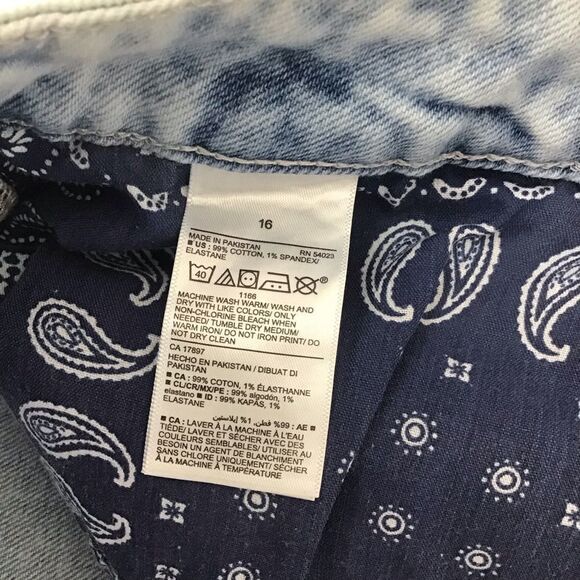 16
MADE IN PAKISTAN RN 54023
■ US : 99% COTTON, 1% SPANDEX/
ELASTANE
40
1166
MACHINE WASH WARM/ WASH AND
DRY WITH LIKE COLORS/ ONLY
NON-CHLORINE BLEACH WHEN
NEEDED/ TUMBLE DRY MEDIUM/
WARM IRON/ DO NOT IRON PRINT/ DO
NOT DRY CLEAN
CA 17897
HECHO EN PAKISTAN / DIBUAT DI
PAKISTAN
■ CA : 99% COTON, 1% ÉLASTHANNE
■ CL/CR/MX/PE : 99% algodón, 1%
elastano ■ ID : 99% KAPAS, 1%
ELASTANE
■ AE : %99 قطن, %1 إيلاستين
■ CA : LAVER À LA MACHINE À L'EAU
TIÈDE/ LAVER ET SÉCHER AVEC DES
COULEURS SEMBLABLES/ UTILISER
AU BESOIN UN AGENT DE BLANCHIMENT
SANS CHLORE UNIQUEMENT/ SÉCHER
À LA MACHINE À TEMPÉRATURE